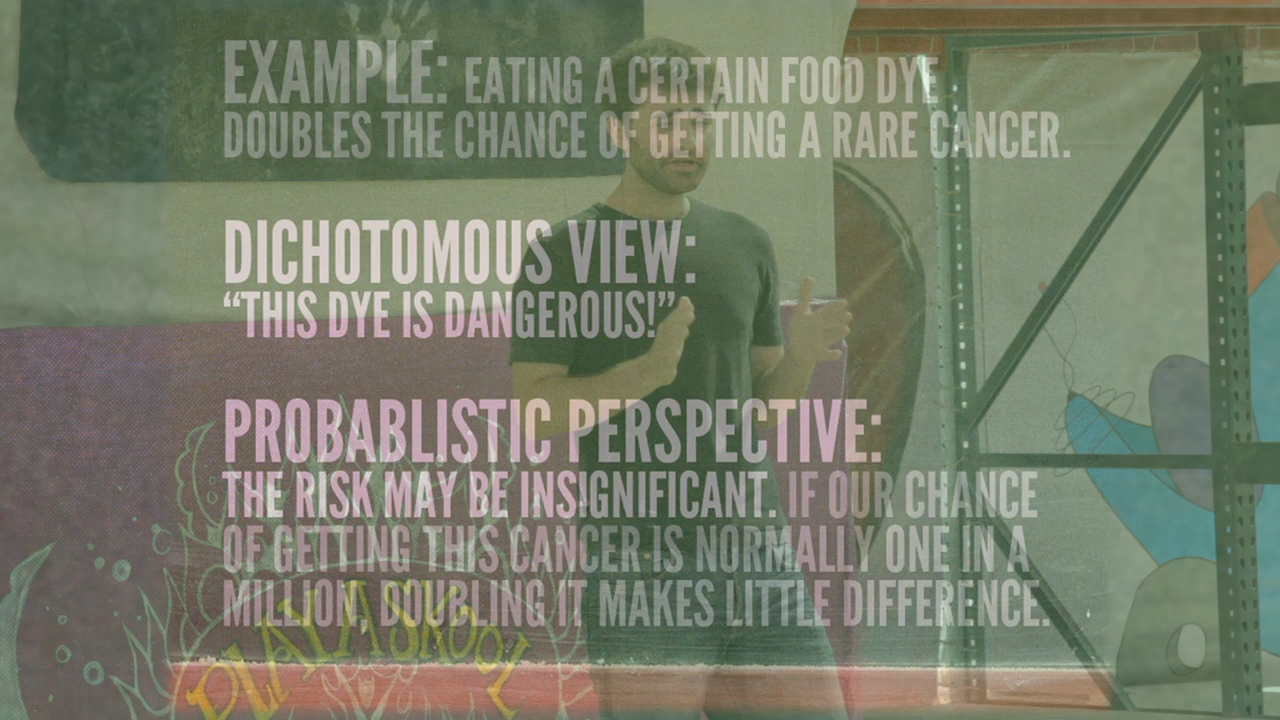 EXAMPLE: EATING A CERTAIN FOOD DYE
DOUBLES THE CHANCE OF GETTING A RARE CANCER.
DICHOTOMOUS VIEW:
“THIS DYE IS DANGEROUS!”
PROBABLISTIC PERSPECTIVE:
THE RISK MAY BE INSIGNIFICANT. IF OUR CHANCE
OF GETTING THIS CANCER IS NORMALLY ONE IN A
MILLION, DOUBLING IT MAKES LITTLE DIFFERENCE.
PLAYASKOOL